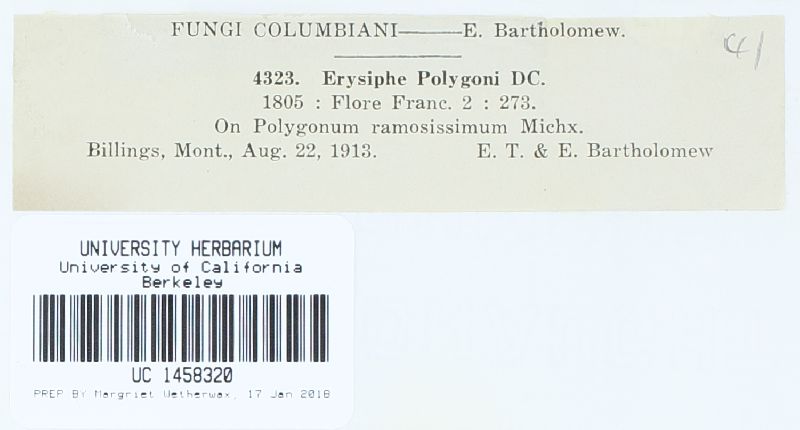 FUNGI COLUMBIANI——E. Bartholomew.
41
4323. Erysiphe Polygoni DC.
1805 : Flore Franc. 2 : 273.
On Polygonum ramosissimum Michx.
Billings, Mont., Aug. 22, 1913. E. T. & E. Bartholomew
UNIVERSITY HERBARIUM
University of California
Berkeley
UC 1458320
PREP BY Margriet Wetherwax, 17 Jan 2018